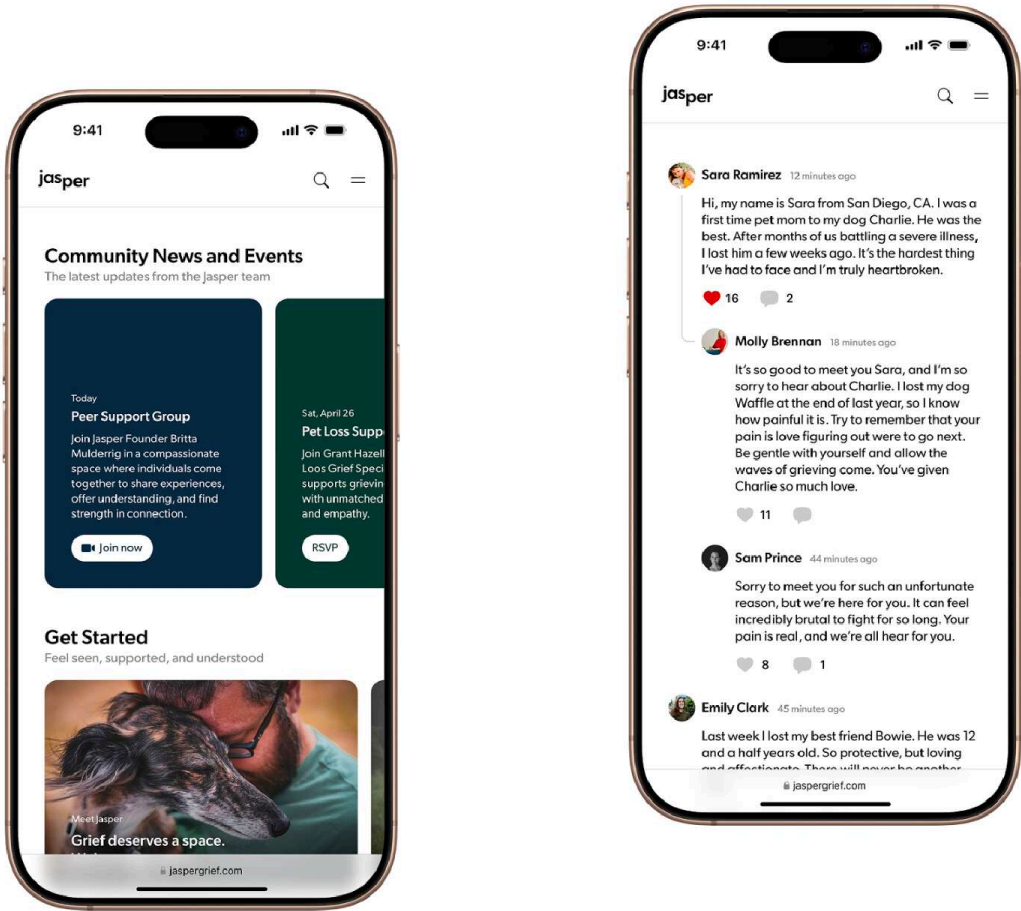 9:41
jasper
Community News and Events
The latest updates from the Jasper team
Today
Peer Support Group
Join Jasper Founder Britta
Mulderrig in a compassionate
space where individuals come
together to share experiences,
offer understanding, and find
strength in connection.
Join now
Sat, April 26
Pet Loss Supp
Join Grant Hazell
Loos Grief Speci
supports grievin
with unmatched
and empathy.
RSVP
Get Started
Feel seen, supported, and understood
Meet Jasper
Grief deserves a space.
jaspergrief.com
9:41
jasper
Sara Ramirez 12 minutes ago
Hi, my name is Sara from San Diego, CA. I was a
first time pet mom to my dog Charlie. He was the
best. After months of us battling a severe illness,
I lost him a few weeks ago. It's the hardest thing
I've had to face and I'm truly heartbroken.
16 2
Molly Brennan 18 minutes ago
It's so good to meet you Sara, and I'm so
sorry to hear about Charlie. I lost my dog
Waffle at the end of last year, so I know
how painful it is. Try to remember that your
pain is love figuring out were to go next.
Be gentle with yourself and allow the
waves of grieving come. You've given
Charlie so much love.
11
Sam Prince 44 minutes ago
Sorry to meet you for such an unfortunate
reason, but we're here for you. It can feel
incredibly brutal to fight for so long. Your
pain is real, and we're all hear for you.
8 1
Emily Clark 45 minutes ago
Last week I lost my best friend Bowie. He was 12
and a half years old. So protective, but loving
and affectionate. There will never be another
jaspergrief.com